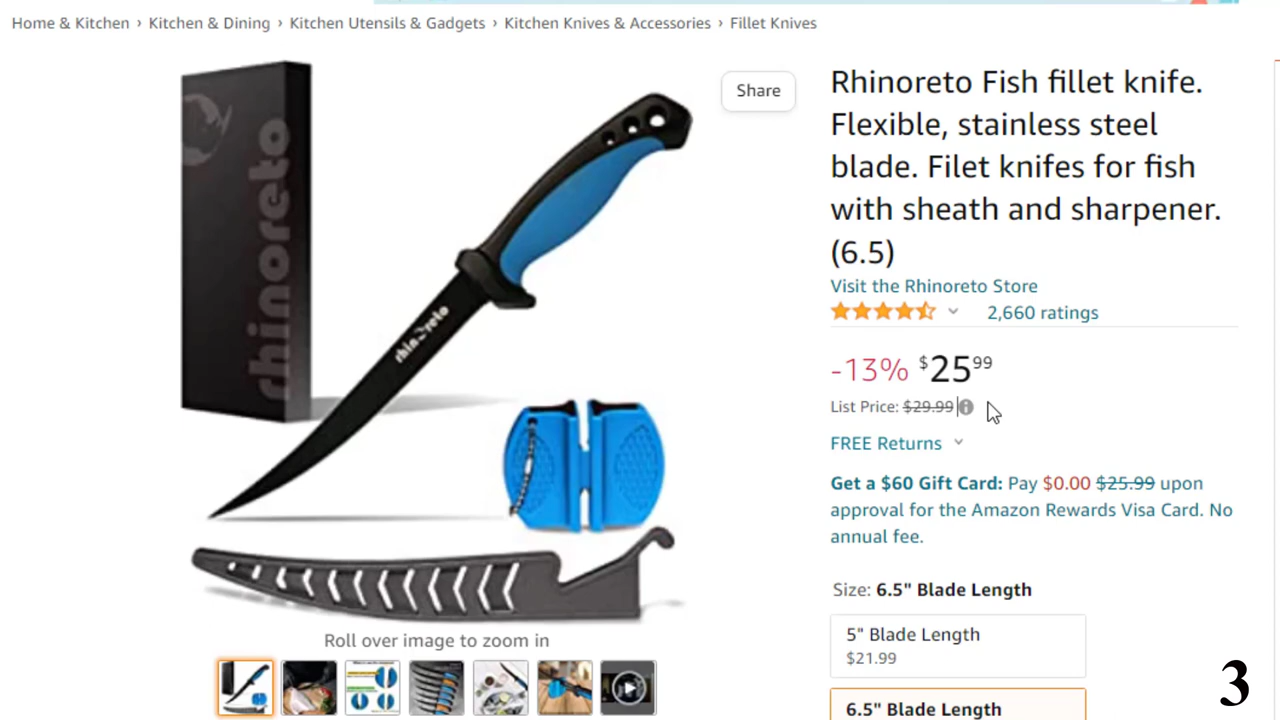 Home & Kitchen › Kitchen & Dining › Kitchen Utensils & Gadgets › Kitchen Knives & Accessories › Fillet Knives
Share
rhinoreto
rhinoreto
Rhinoreto Fish fillet knife.
Flexible, stainless steel
blade. Filet knifes for fish
with sheath and sharpener.
(6.5)
Visit the Rhinoreto Store
2,660 ratings
-13% $2599
List Price: $29.99
FREE Returns
Get a $60 Gift Card: Pay $0.00 $25.99 upon
approval for the Amazon Rewards Visa Card. No
annual fee.
Size: 6.5" Blade Length
5" Blade Length
$21.99
6.5" Blade Length
Roll over image to zoom in
3